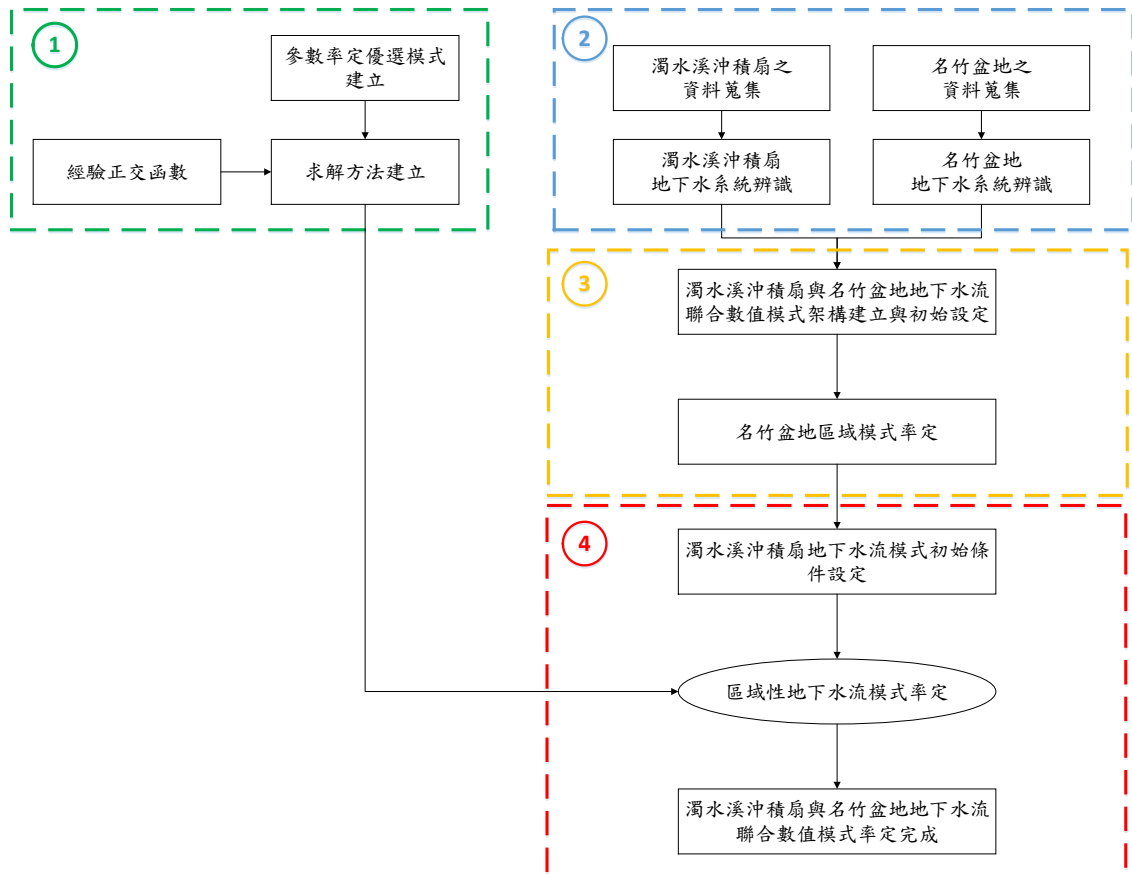 1
參數率定優選模式
建立
經驗正交函數
求解方法建立
2
濁水溪沖積扇之
資料蒐集
名竹盆地之
資料蒐集
濁水溪沖積扇
地下水系統辨識
名竹盆地
地下水系統辨識
3
濁水溪沖積扇與名竹盆地地下水流
聯合數值模式架構建立與初始設定
名竹盆地區域模式率定
4
濁水溪沖積扇地下水流模式初始條
件設定
區域性地下水流模式率定
濁水溪沖積扇與名竹盆地地下水流
聯合數值模式率定完成